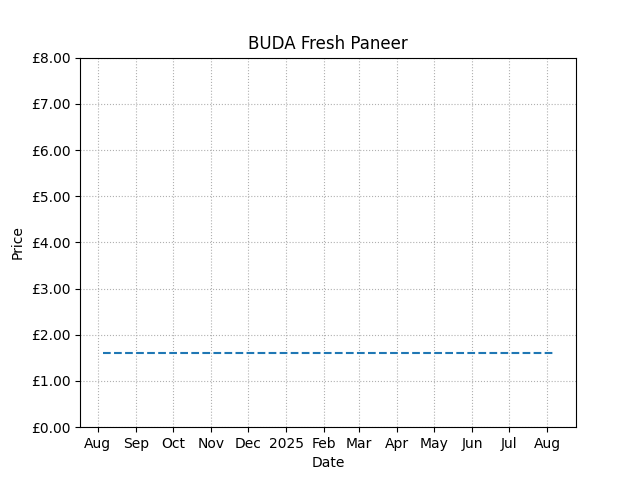 BUDA Fresh Paneer
£8.00
£7.00
£6.00
£5.00
£4.00
£3.00
£2.00
£1.00
£0.00
Price
Aug Sep Oct Nov Dec 2025 Feb Mar Apr May Jun Jul Aug
Date